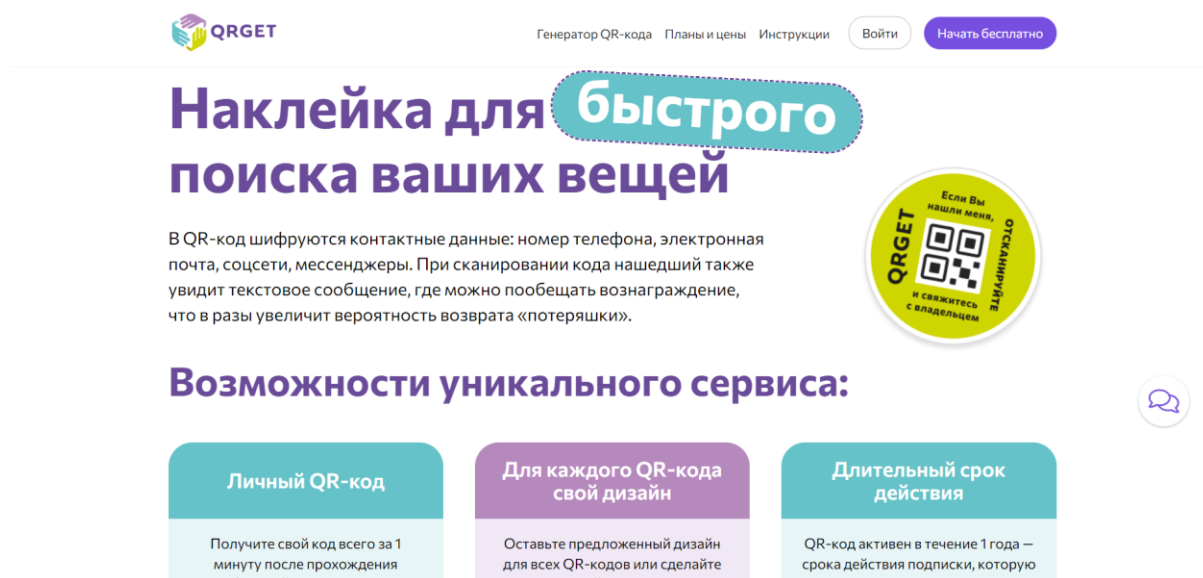 QRGET
Генератор QR-кода Планы и цены Инструкции Войти Начать бесплатно
Наклейка для быстрого
поиска ваших вещей
В QR-код шифруются контактные данные: номер телефона, электронная
почта, соцсети, мессенджеры. При сканировании кода нашедший также
увидит текстовое сообщение, где можно пообещать вознаграждение,
что в разы увеличит вероятность возврата «потеряшки».
QRGET
Если Вы
нашли меня,
ОТСКАНИРУЙТЕ
и свяжитесь
с владельцем
Возможности уникального сервиса:
Личный QR-код
Получите свой код всего за 1
минуту после прохождения
Для каждого QR-кода
свой дизайн
Оставьте предложенный дизайн
для всех QR-кодов или сделайте
Длительный срок
действия
QR-код активен в течение 1 года —
срока действия подписки, которую